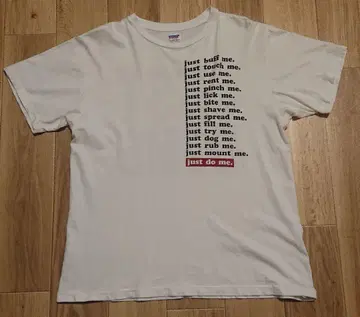 just buff me.
just touch me.
just use me.
just rent me.
just pinch me.
just lick me.
just bite me.
just shave me.
just spread me.
just fill me.
just try me.
just dog me.
just rub me.
just mount me.
just do me.